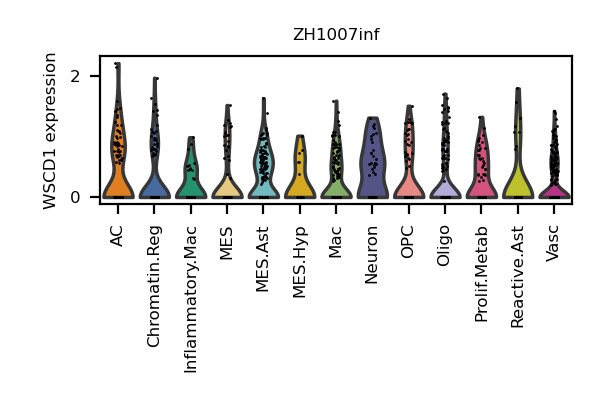 ZH1007inf
WSCD1 expression
2
0
AC
Chromatin.Reg
Inflammatory.Mac
MES
MES.Ast
MES.Hyp
Mac
Neuron
OPC
Oligo
Prolif.Metab
Reactive.Ast
Vasc